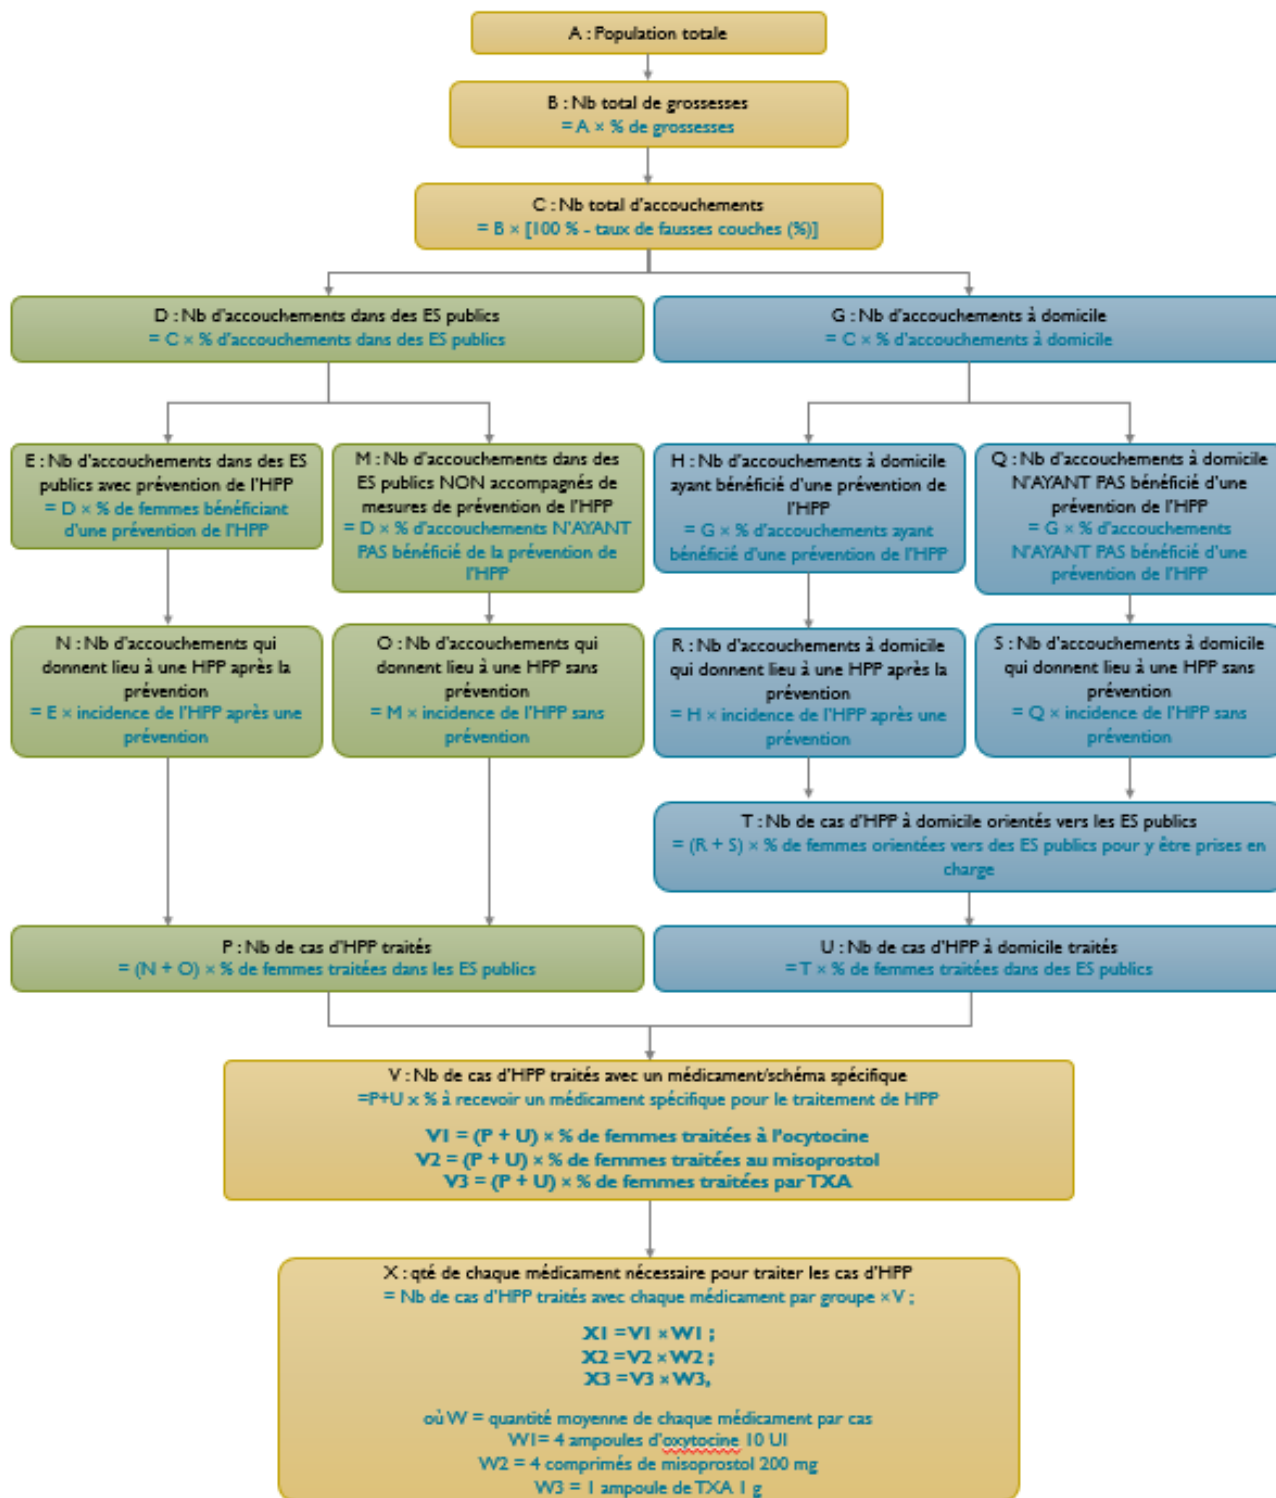 A : Population totale
B : Nb total de grossesses
= A × % de grossesses
C : Nb total d'accouchements
= B × [100 % - taux de fausses couches (%)]
D : Nb d'accouchements dans des ES publics
= C × % d'accouchements dans des ES publics
G : Nb d'accouchements à domicile
= C × % d'accouchements à domicile
E : Nb d'accouchements dans des ES
publics avec prévention de l'HPP
= D × % de femmes bénéficiant
d'une prévention de l'HPP
M : Nb d'accouchements dans des
ES publics NON accompagnés de
mesures de prévention de l'HPP
= D × % d'accouchements N'AYANT
PAS bénéficié de la prévention de
l'HPP
H : Nb d'accouchements à domicile
ayant bénéficié d'une prévention de
l'HPP
= G × % d'accouchements ayant
bénéficié d'une prévention de l'HPP
Q : Nb d'accouchements à domicile
N'AYANT PAS bénéficié d'une
prévention de l'HPP
= G × % d'accouchements
N'AYANT PAS bénéficié d'une
prévention de l'HPP
N : Nb d'accouchements qui
donnent lieu à une HPP après la
prévention
= E × incidence de l'HPP après une
prévention
O : Nb d'accouchements qui
donnent lieu à une HPP sans
prévention
= M × incidence de l'HPP sans
prévention
R : Nb d'accouchements à domicile
qui donnent lieu à une HPP après la
prévention
= H × incidence de l'HPP après une
prévention
S : Nb d'accouchements à domicile
qui donnent lieu à une HPP sans
prévention
= Q × incidence de l'HPP sans
prévention
T : Nb de cas d'HPP à domicile orientés vers les ES publics
= (R + S) × % de femmes orientées vers des ES publics pour y être prises en
charge
P : Nb de cas d'HPP traités
= (N + O) × % de femmes traitées dans les ES publics
U : Nb de cas d'HPP à domicile traités
= T × % de femmes traitées dans des ES publics
V : Nb de cas d'HPP traités avec un médicament/schéma spécifique
=P+U x % à recevoir un médicament spécifique pour le traitement de HPP
V1 = (P + U) × % de femmes traitées à l'ocytocine
V2 = (P + U) × % de femmes traitées au misoprostol
V3 = (P + U) × % de femmes traitées par TXA
X : qté de chaque médicament nécessaire pour traiter les cas d'HPP
= Nb de cas d'HPP traités avec chaque médicament par groupe × V ;
X1 = V1 × W1 ;
X2 = V2 × W2 ;
X3 = V3 × W3,
où W = quantité moyenne de chaque médicament par cas
W1= 4 ampoules d'oxytocine 10 UI
W2 = 4 comprimés de misoprostol 200 mg
W3 = 1 ampoule de TXA 1 g